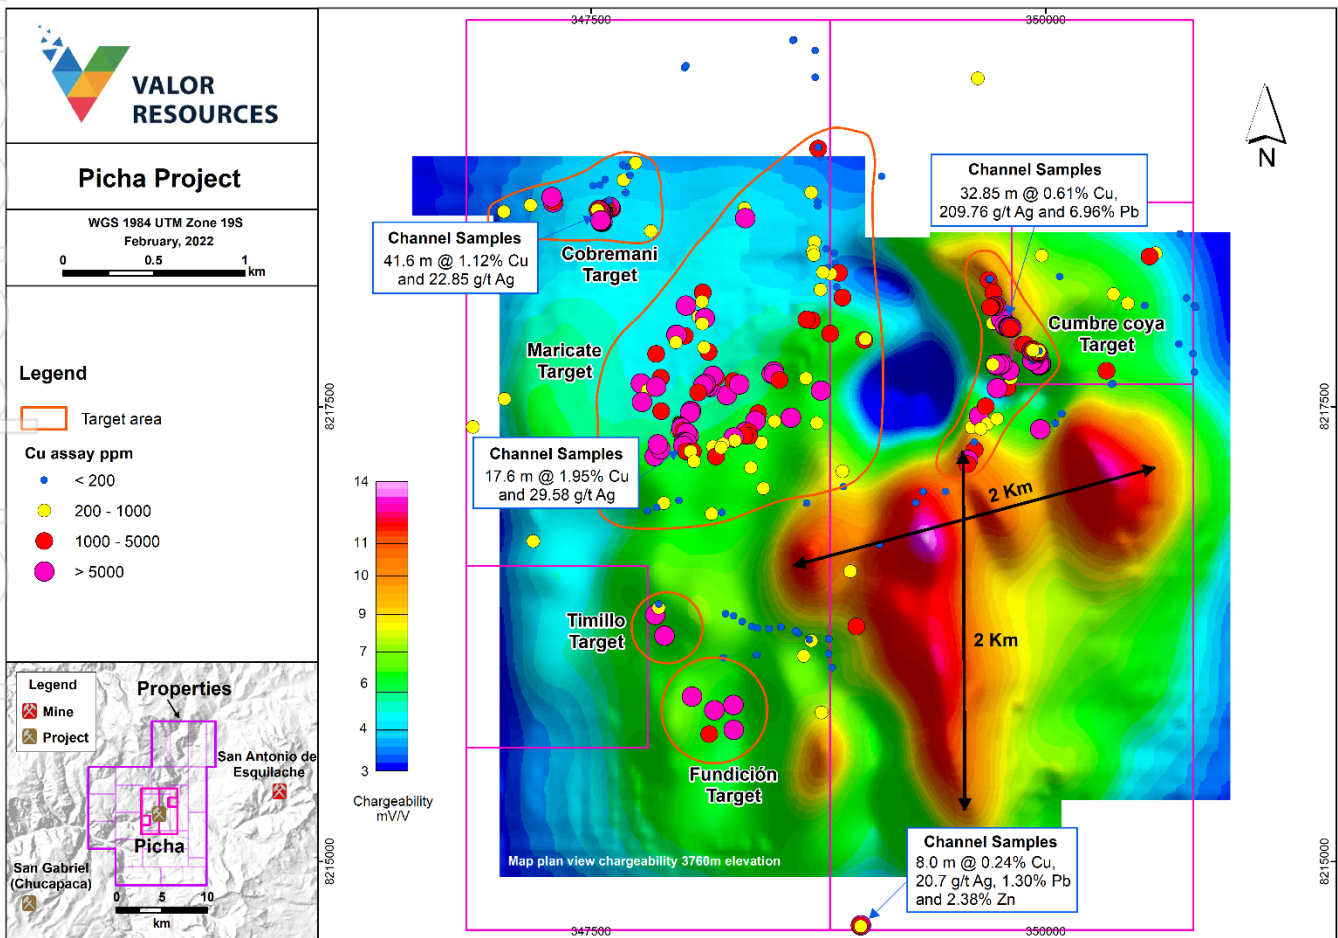 VALOR
RESOURCES
Picha Project
WGS 1984 UTM Zone 19S
February, 2022
0 0.5 1
km
Legend
Target area
Cu assay ppm
< 200
200 - 1000
1000 - 5000
> 5000
Legend
Mine
Project
Properties
San Antonio de
Esquilache
Picha
San Gabriel
(Chucapaca)
0 5 10
km
347500
350000
N
Channel Samples
32.85 m @ 0.61% Cu,
209.76 g/t Ag and 6.96% Pb
Channel Samples
41.6 m @ 1.12% Cu
and 22.85 g/t Ag
Cobremani
Target
Cumbre coya
Target
Maricate
Target
8217500
8217500
Channel Samples
17.6 m @ 1.95% Cu
and 29.58 g/t Ag
2 Km
2 Km
14
11
10
9
7
6
4
3
Chargeability
mV/V
Timillo
Target
Fundición
Target
Channel Samples
8.0 m @ 0.24% Cu,
20.7 g/t Ag, 1.30% Pb
and 2.38% Zn
Map plan view chargeability 3760m elevation
8215000
8215000
347500
350000